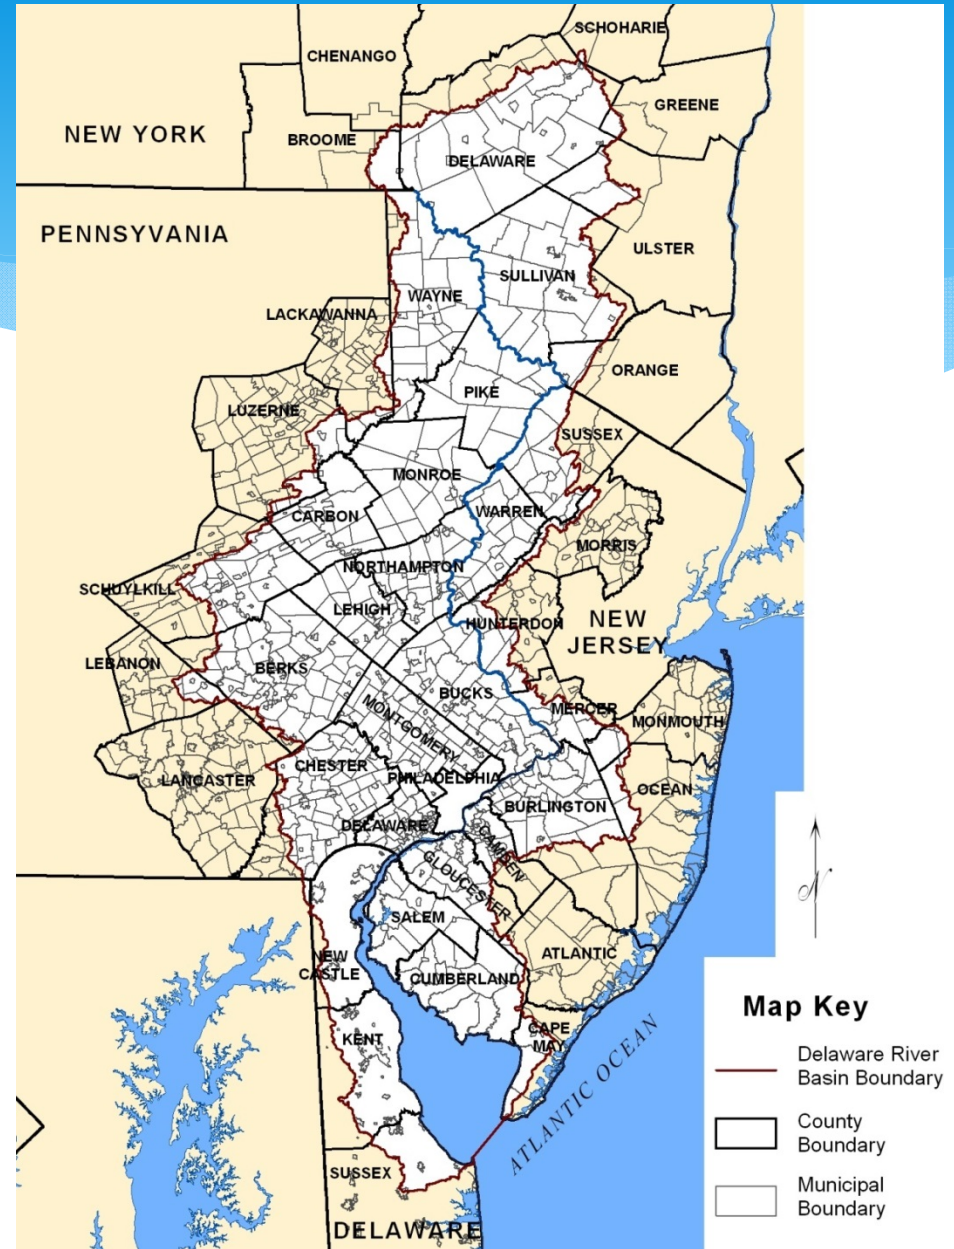 SCHOHARIE
CHENANGO
GREENE
NEW YORK
BROOME
DELAWARE
PENNSYVANIA
ULSTER
SULLIVAN
WAYNE
LACKAWANNA
ORANGE
PIKE
LUZERNE
SUSSEX
MONROE
WARREN
CARBON
MORRIS
NORTHAMPTON
SCHUYLKILL
LEHIGH
HUNTERDON
NEW
JERSEY
LEBANON
BERKS
BUCKS
MERCER
MONTGOMERY
MONMOUTH
CHESTER
LANCASTER
PHILADELPHIA
OCEAN
BURLINGTON
DELAWARE
CAMDEN
GLOUCESTER
SALEM
ATLANTIC
NEW
CASTLE
CUMBERLAND
CAPE
MAY
KENT
ATLANTIC OCEAN
SUSSEX
DELAWARE
N
Map Key
Delaware River
Basin Boundary
County
Boundary
Municipal
Boundary